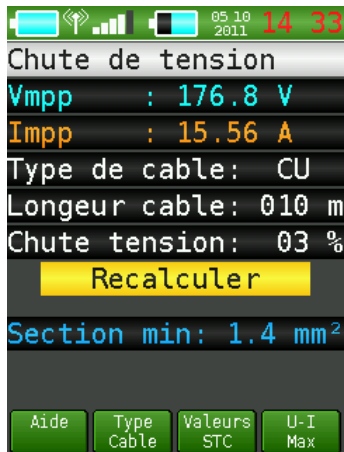 05 10
2011 14 33
Chute de tension
Vmpp : 176.8 V
Impp : 15.56 A
Type de cable: CU
Longeur cable: 010 m
Chute tension: 03 %
Recalculer
Section min: 1.4 mm²
Aide
Type
Cable
Valeurs
STC
U-I
Max